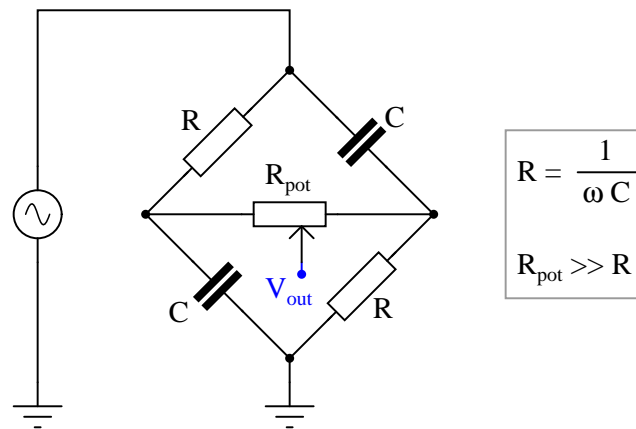 C
R
R_pot
V_out
C
R
R = 1 / ω C
R_pot >> R